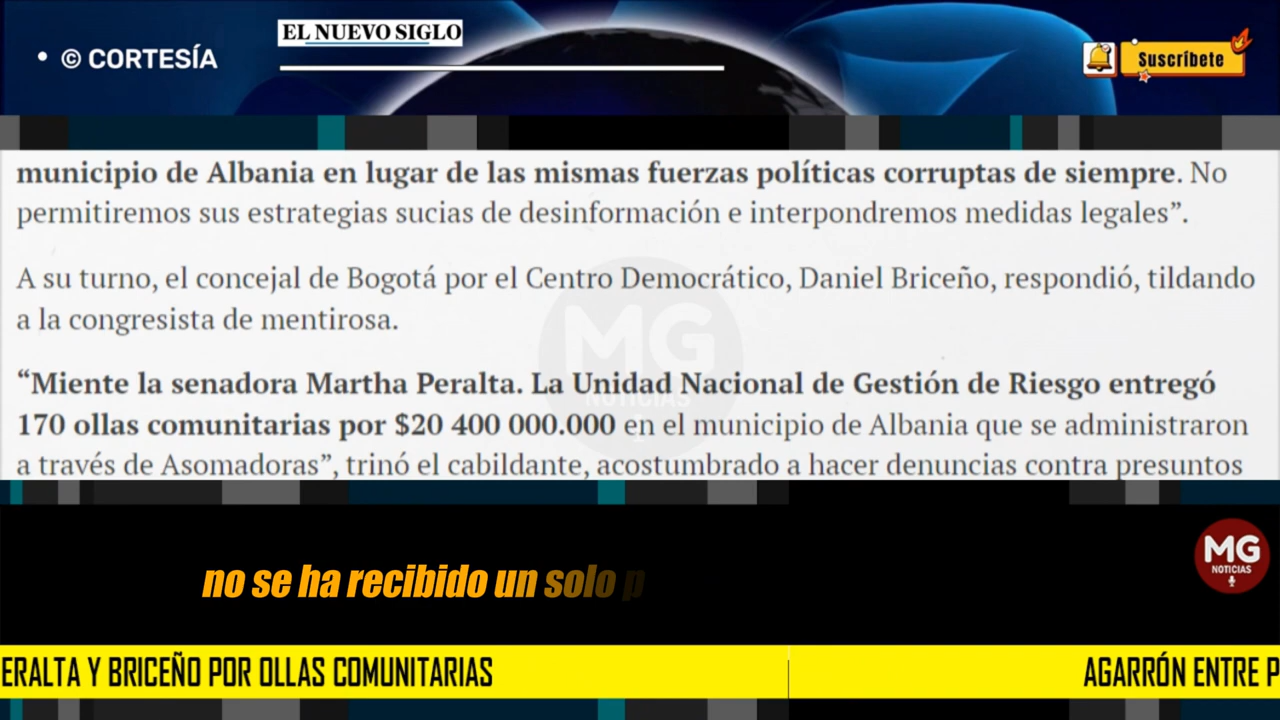 • © CORTESÍA
EL NUEVO SIGLO
Suscríbete
municipio de Albania en lugar de las mismas fuerzas políticas corruptas de siempre. No
permitiremos sus estrategias sucias de desinformación e interpondremos medidas legales”.
A su turno, el concejal de Bogotá por el Centro Democrático, Daniel Briceño, respondió, tildando
a la congresista de mentirosa.
“Miente la senadora Martha Peralta. La Unidad Nacional de Gestión de Riesgo entregó
170 ollas comunitarias por $20 400 000.000 en el municipio de Albania que se administraron
a través de Asomadoras”, trinó el cabildante, acostumbrado a hacer denuncias contra presuntos
MG
NOTICIAS
no se ha recibido un solo p
MG
NOTICIAS
ERALTA Y BRICEÑO POR OLLAS COMUNITARIAS
AGARRÓN ENTRE P